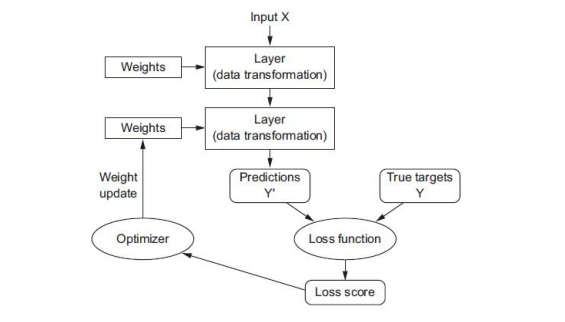 Input X
Layer
(data transformation)
Weights
Layer
(data transformation)
Weights
Predictions
Y'
True targets
Y
Weight
update
Optimizer
Loss function
Loss score